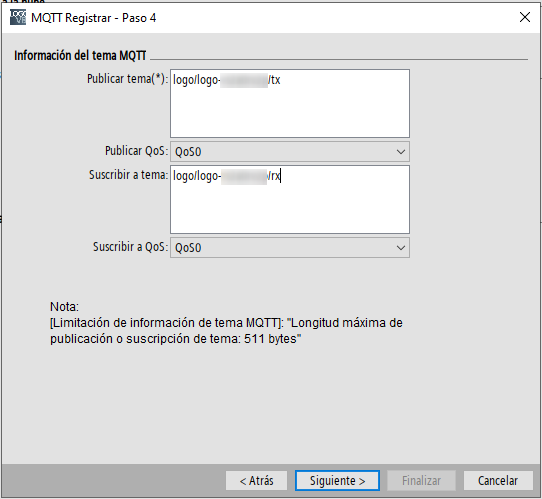 MQTT Registrar - Paso 4
Información del tema MQTT
Publicar tema(*): logo/logo- /tx
Publicar QoS: QoS0
Suscribir a tema: logo/logo- /rx
Suscribir a QoS: QoS0
Nota:
[Limitación de información de tema MQTT]: "Longitud máxima de
publicación o suscripción de tema: 511 bytes"
< Atrás Siguiente > Finalizar Cancelar